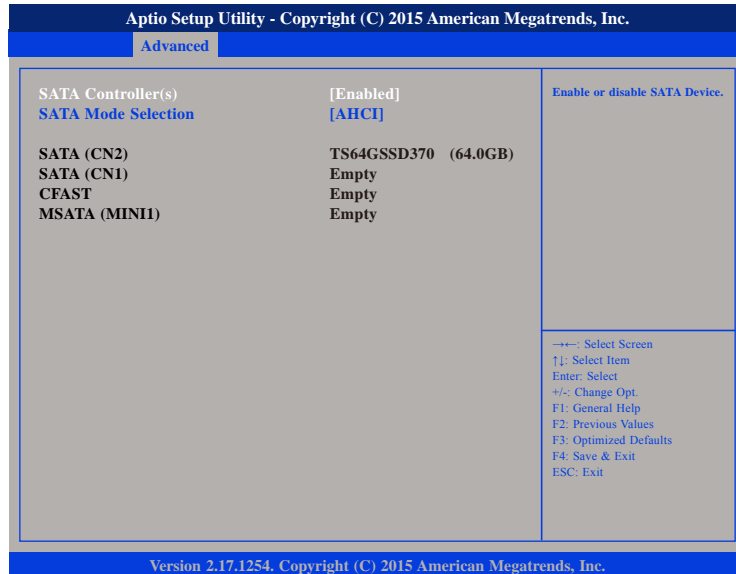 Aptio Setup Utility - Copyright (C) 2015 American Megatrends, Inc.
Advanced
SATA Controller(s) [Enabled]
SATA Mode Selection [AHCI]
SATA (CN2) TS64GSSD370 (64.0GB)
SATA (CN1) Empty
CFAST Empty
MSATA (MINI1) Empty
Enable or disable SATA Device.
→←: Select Screen
↑↓: Select Item
Enter: Select
+/-: Change Opt.
F1: General Help
F2: Previous Values
F3: Optimized Defaults
F4: Save & Exit
ESC: Exit
Version 2.17.1254. Copyright (C) 2015 American Megatrends, Inc.